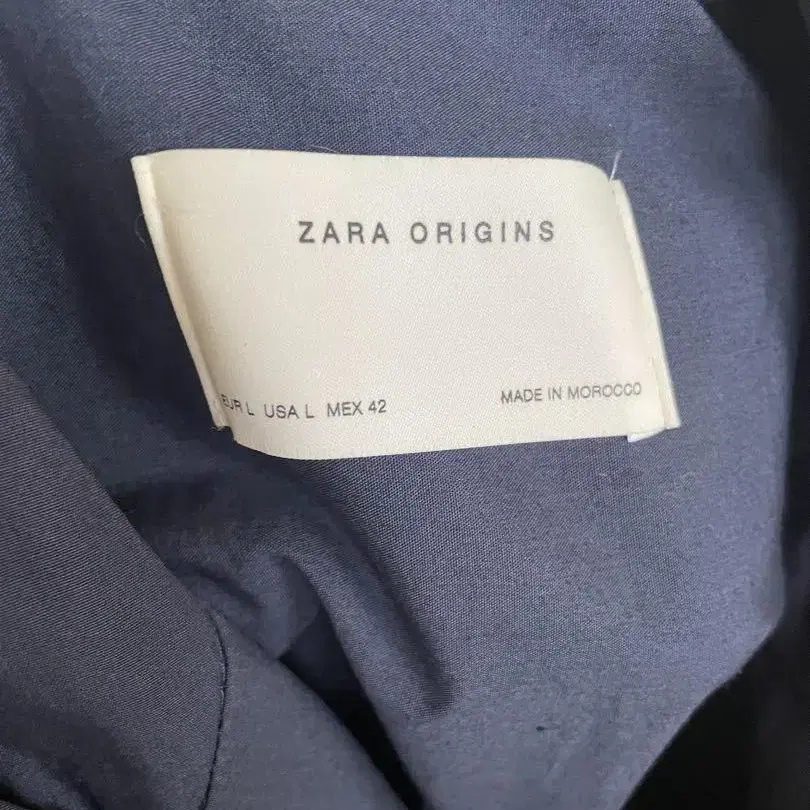 ZARA ORIGINS
EUR L USA L MEX 42 MADE IN MOROCCO